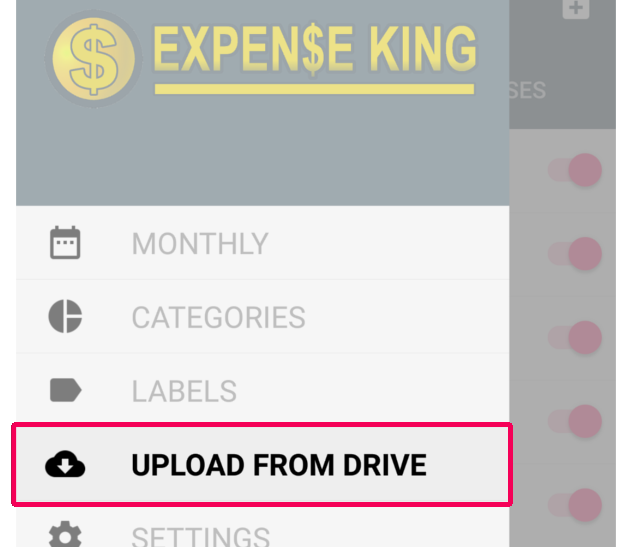 EXPEN$E KING
SES
MONTHLY
CATEGORIES
LABELS
UPLOAD FROM DRIVE
SETTINGS